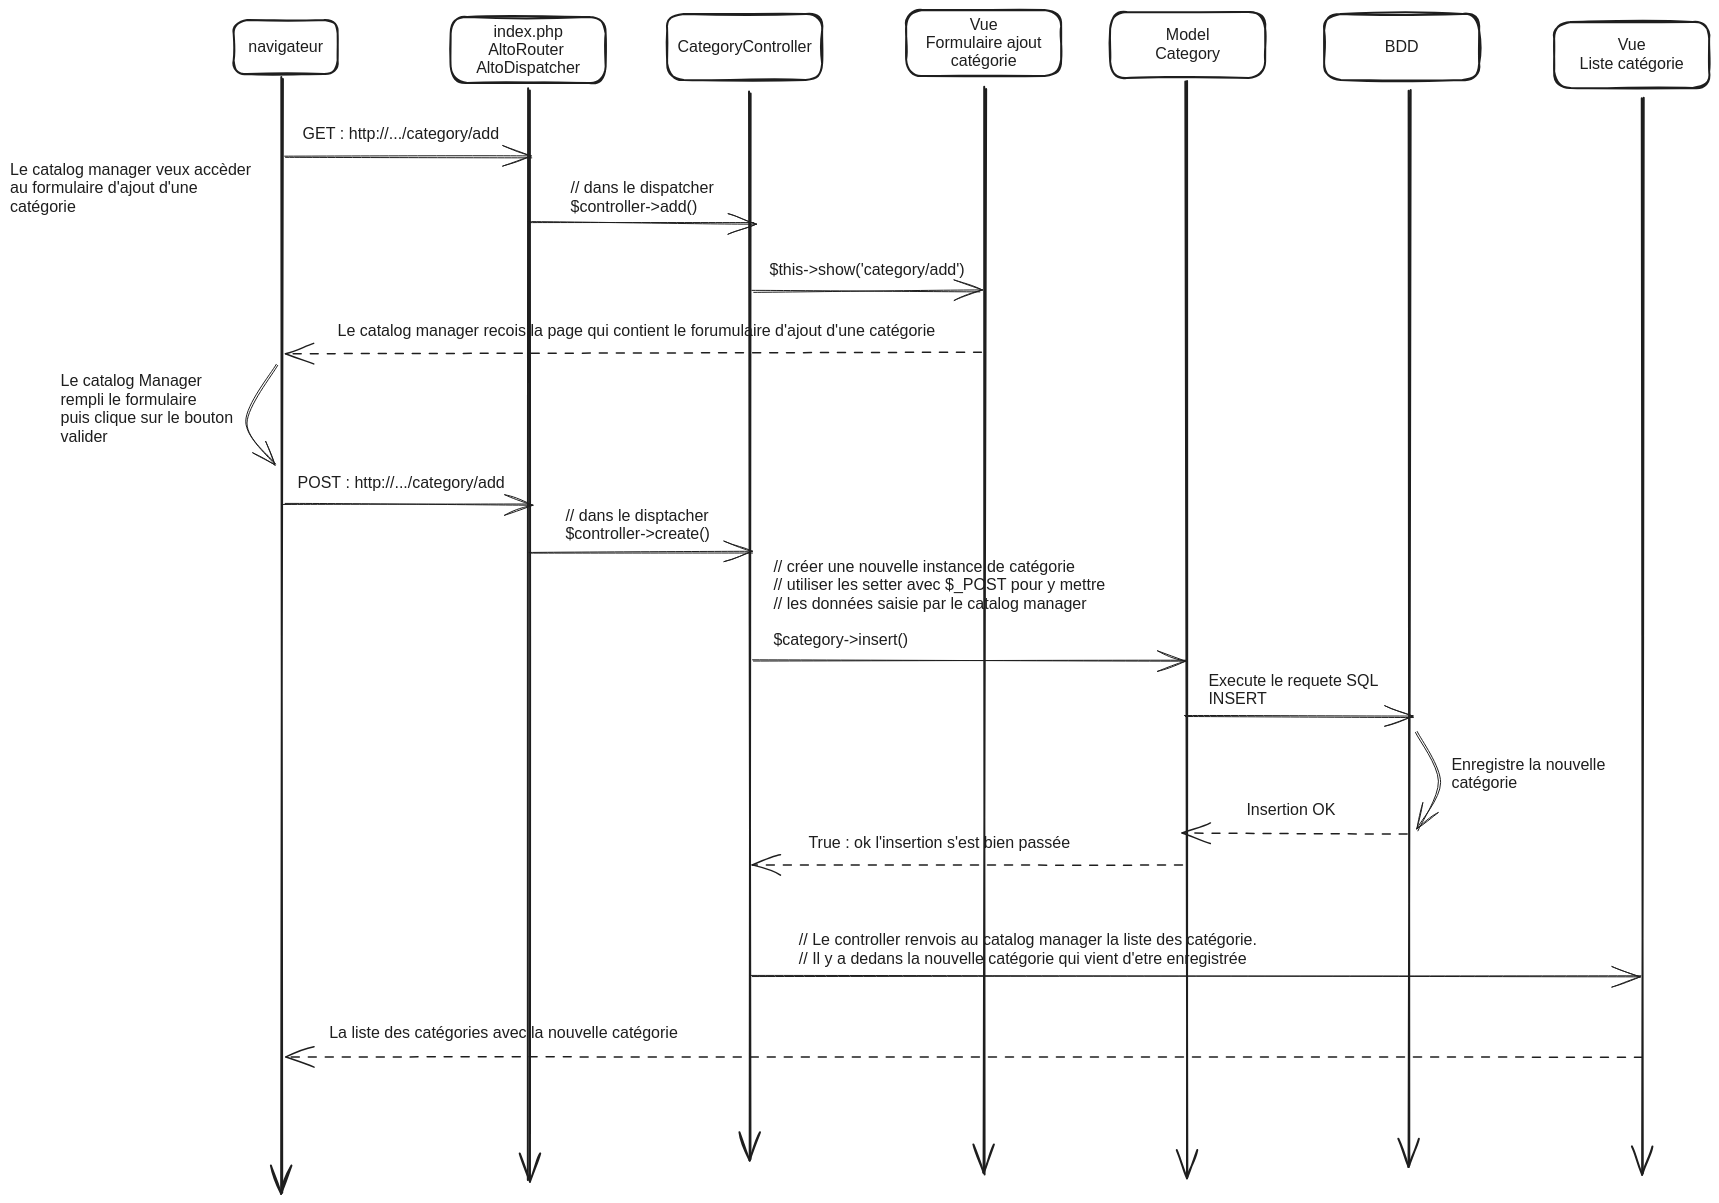 navigateur
index.php
AltoRouter
AltoDispatcher
CategoryController
Vue
Formulaire ajout
catégorie
Model
Category
BDD
Vue
Liste catégorie
GET : http://.../category/add
Le catalog manager veux accèder
au formulaire d'ajout d'une
catégorie
// dans le dispatcher
$controller->add()
$this->show('category/add')
Le catalog manager recois la page qui contient le forumulaire d'ajout d'une catégorie
Le catalog Manager
rempli le formulaire
puis clique sur le bouton
valider
POST : http://.../category/add
// dans le disptacher
$controller->create()
// créer une nouvelle instance de catégorie
// utiliser les setter avec $_POST pour y mettre
// les données saisie par le catalog manager
$category->insert()
Execute le requete SQL
INSERT
Enregistre la nouvelle
catégorie
Insertion OK
True : ok l'insertion s'est bien passée
// Le controller renvois au catalog manager la liste des catégorie.
// Il y a dedans la nouvelle catégorie qui vient d'etre enregistrée
La liste des catégories avec la nouvelle catégorie